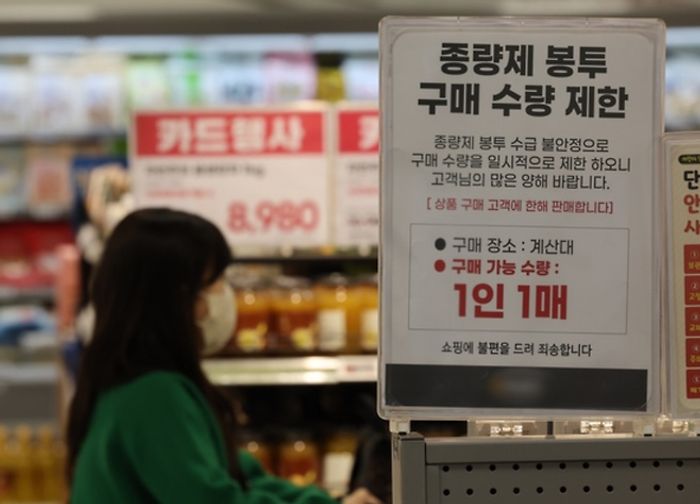 종량제 봉투
구매 수량 제한
종량제 봉투 수급 불안정으로
구매 수량을 일시적으로 제한 하오니
고객님의 많은 양해 바랍니다.
[ 상품 구매 고객에 한해 판매합니다]
● 구매 장소 : 계산대
● 구매 가능 수량 :
1인 1매
쇼핑에 불편을 드려 죄송합니다
카드행사
8,980
카
단
안
사